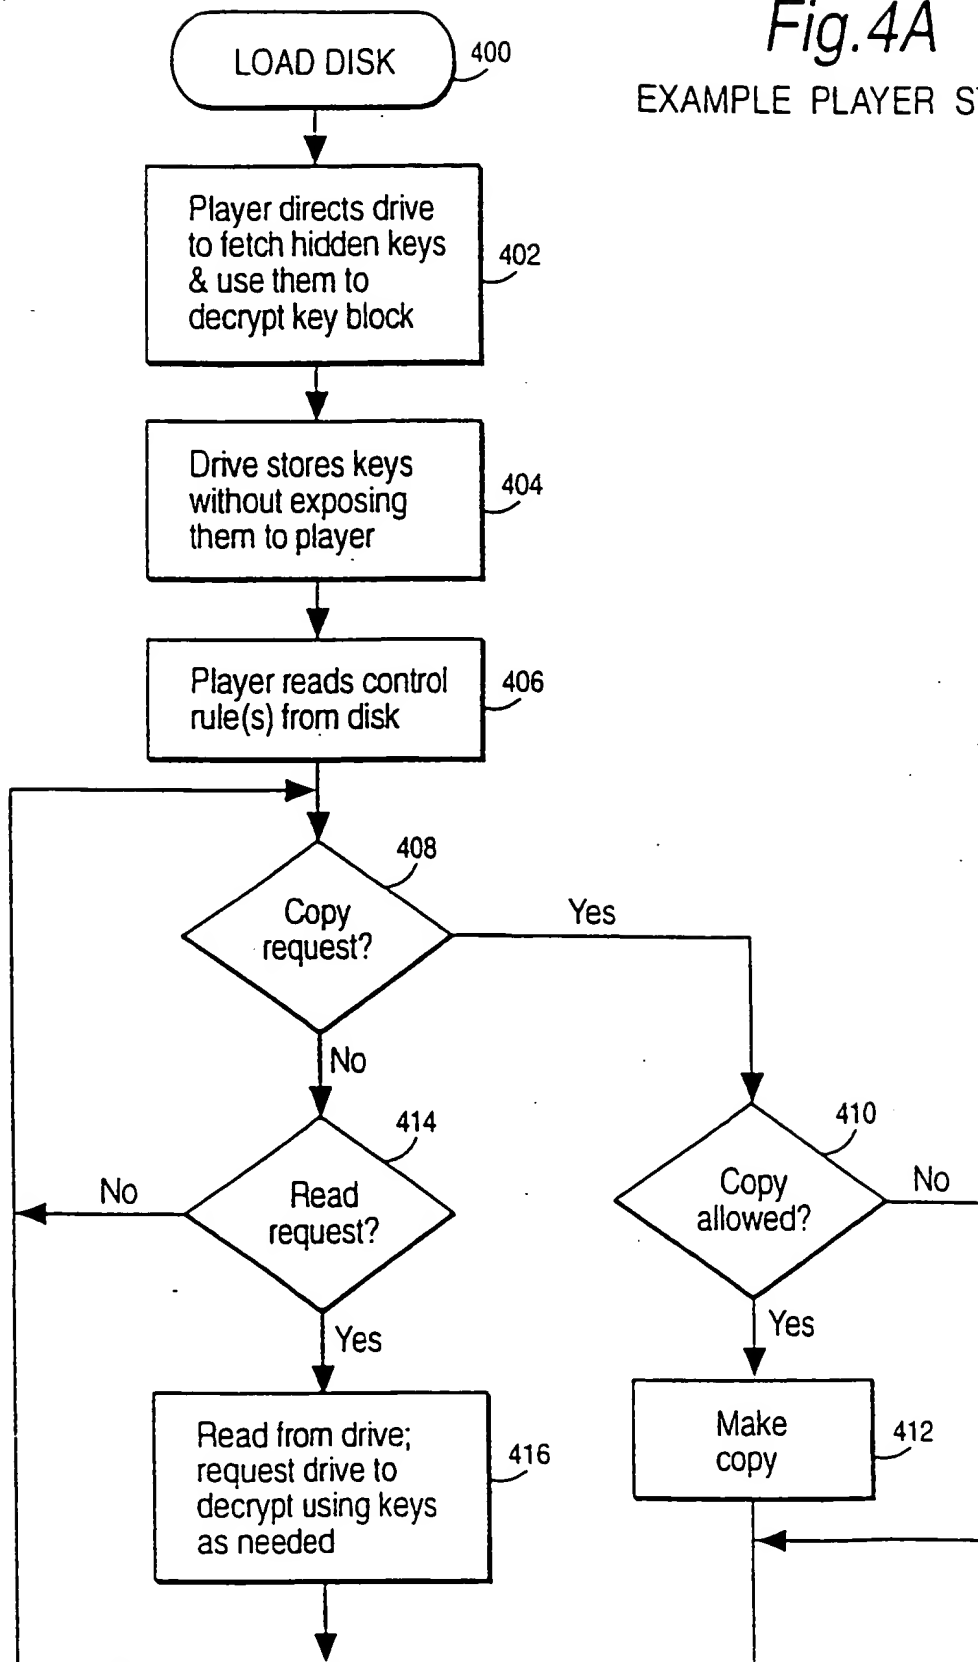 Fig.4A
EXAMPLE PLAYER
LOAD DISK
400
Player directs drive
to fetch hidden keys
& use them to
decrypt key block
402
Drive stores keys
without exposing
them to player
404
Player reads control
rule(s) from disk
406
408
Copy
request?
Yes
No
414
Read
request?
No
Yes
410
Copy
allowed?
No
Yes
Read from drive;
request drive to
decrypt using keys
as needed
416
Make
copy
412